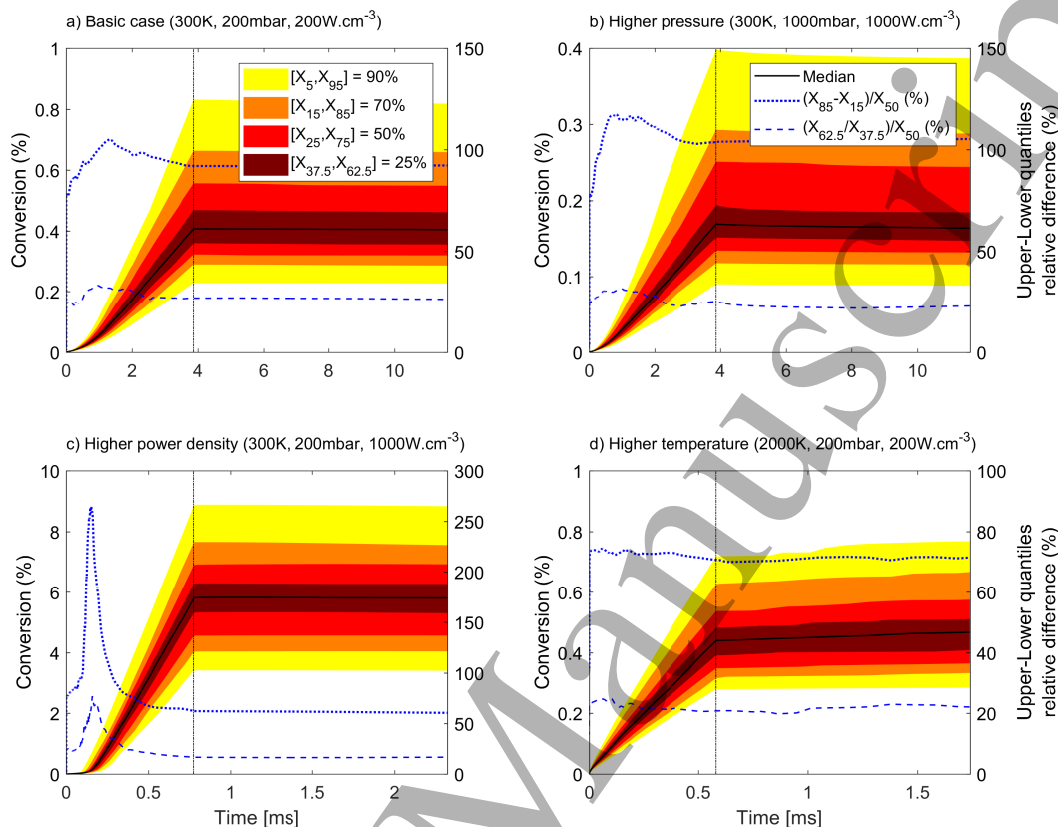 a) Basic case (300K, 200mbar, 200W.cm-3)
1
0.8
0.6
0.4
0.2
0
Conversion (%)
[X5,X95] = 90%
[X15,X85] = 70%
[X25,X75] = 50%
[X37.5,X62.5] = 25%
150
100
50
0
0 2 4 6 8 10
b) Higher pressure (300K, 1000mbar, 1000W.cm-3)
0.4
0.3
0.2
0.1
0
Conversion (%)
Median
(X85-X15)/X50 (%)
(X62.5/X37.5)/X50 (%)
150
100
50
0
Upper-Lower quantiles
relative difference (%)
0 2 4 6 8 10
c) Higher power density (300K, 200mbar, 1000W.cm-3)
10
8
6
4
2
0
Conversion (%)
300
250
200
150
100
50
0
0 0.5 1 1.5 2
Time [ms]
d) Higher temperature (2000K, 200mbar, 200W.cm-3)
1
0.8
0.6
0.4
0.2
0
Conversion (%)
100
80
60
40
20
0
Upper-Lower quantiles
relative difference (%)
0 0.5 1 1.5
Time [ms]
Manuscrip